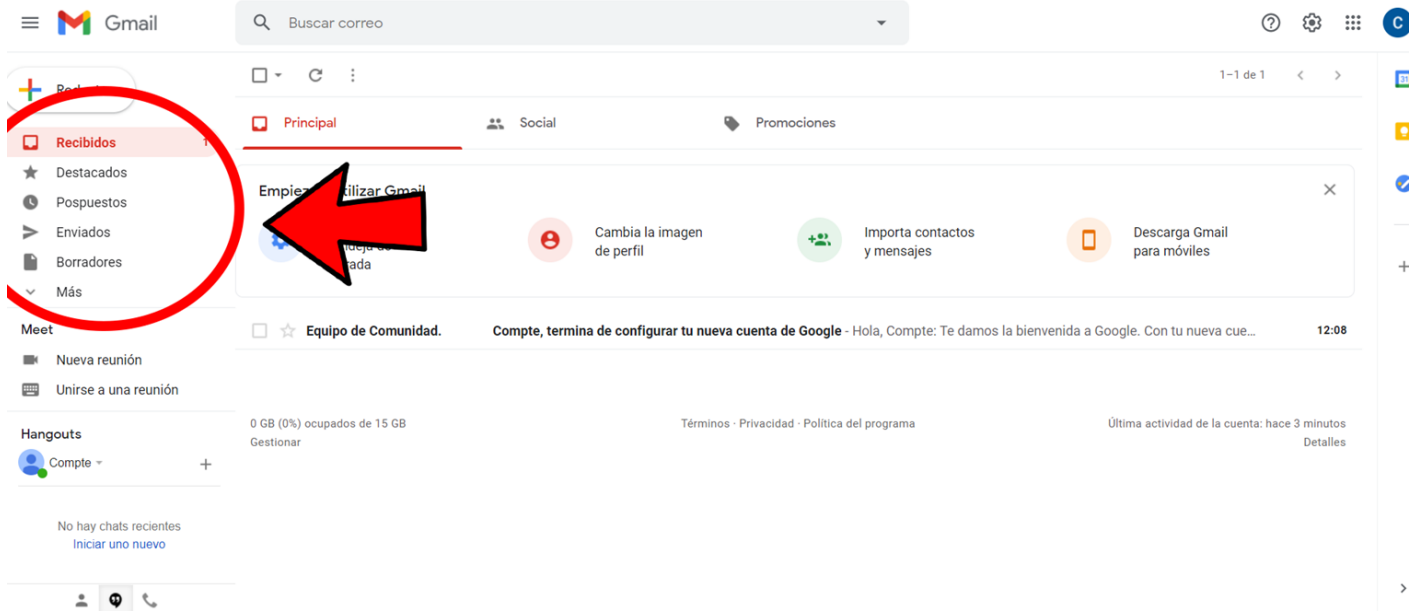 Gmail
Buscar correo
C
1–1 de 1
31
Principal
Social
Promociones
Recibidos
1
Destacados
Pospuestos
Enviados
Borradores
Más
Gmail
Cambia la imagen
de perfil
Importa contactos
y mensajes
Descarga Gmail
para móviles
Meet
Nueva reunión
Unirse a una reunión
Equipo de Comunidad. Compte, termina de configurar tu nueva cuenta de Google - Hola, Compte: Te damos la bienvenida a Google. Con tu nueva cue... 12:08
Hangouts
Compte
No hay chats recientes
Iniciar uno nuevo
0 GB (0%) ocupados de 15 GB
Gestionar
Términos · Privacidad · Política del programa
Última actividad de la cuenta: hace 3 minutos
Detalles